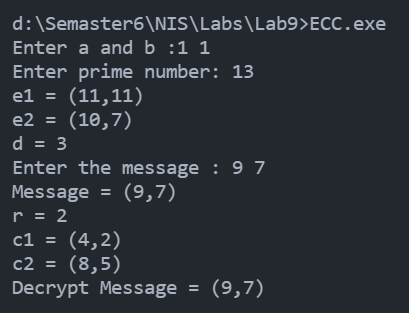 d:\Semaster6\NIS\Labs\Lab9>ECC.exe
Enter a and b :1 1
Enter prime number: 13
e1 = (11,11)
e2 = (10,7)
d = 3
Enter the message : 9 7
Message = (9,7)
r = 2
c1 = (4,2)
c2 = (8,5)
Decrypt Message = (9,7)